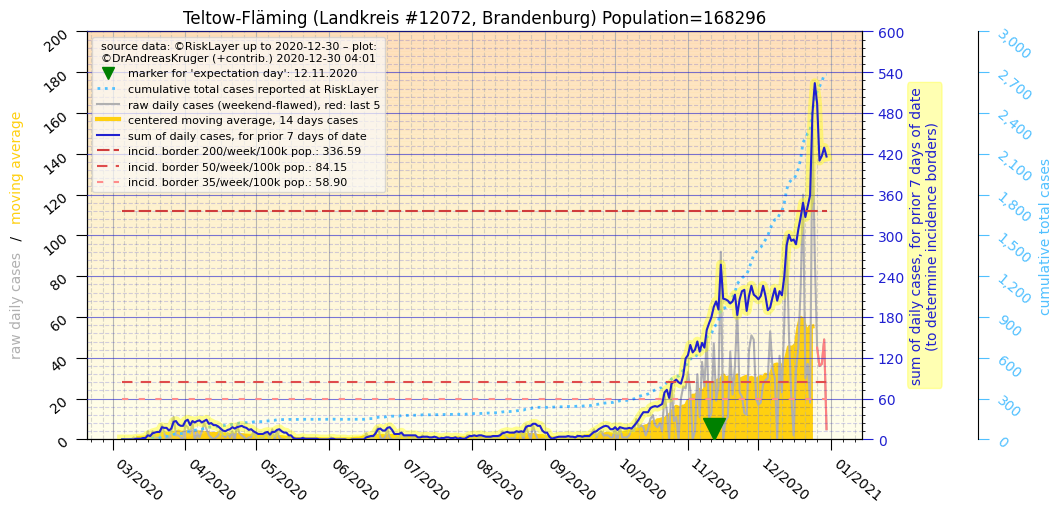 Teltow-Fläming (Landkreis #12072, Brandenburg) Population=168296
source data: ©RiskLayer up to 2020-12-30 – plot:
©DrAndreasKruger (+contrib.) 2020-12-30 04:01
marker for 'expectation day': 12.11.2020
cumulative total cases reported at RiskLayer
raw daily cases (weekend-flawed), red: last 5
centered moving average, 14 days cases
sum of daily cases, for prior 7 days of date
incid. border 200/week/100k pop.: 336.59
incid. border 50/week/100k pop.: 84.15
incid. border 35/week/100k pop.: 58.90
raw daily cases / moving average
200
180
160
140
120
100
80
60
40
20
0
600
540
480
420
360
300
240
180
120
60
0
sum of daily cases, for prior 7 days of date
(to determine incidence borders)
3,000
2,700
2,400
2,100
1,800
1,500
1,200
900
600
300
0
cumulative total cases
03/2020
04/2020
05/2020
06/2020
07/2020
08/2020
09/2020
10/2020
11/2020
12/2020
01/2021